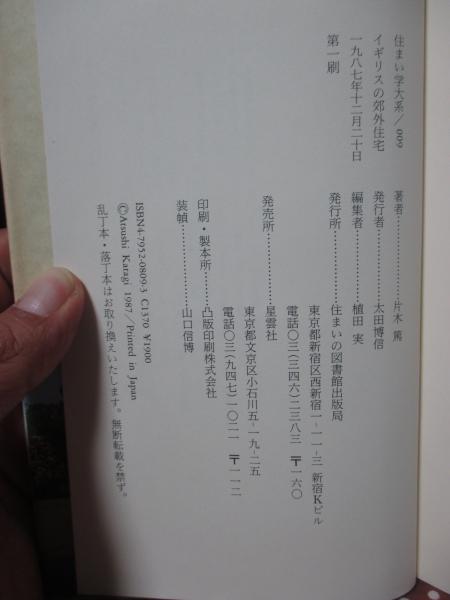 住まい学大系/009
イギリスの郊外住宅
一九八七年十二月二十日
第一刷
著者…………片木 篤
発行者…………太田博信
編集者…………植田 実
発行所…………住まいの図書館出版局
東京都新宿区西新宿一-一一-三 新宿Kビル
電話〇三(三四六)二三八三 〒一六〇
発売所…………星雲社
東京都文京区小石川五-一九-二五
電話〇三(九四七)一〇二一 〒一一二
印刷・製本所…………凸版印刷株式会社
装幀…………山口信博
ISBN4-7952-0809-3 C1370 ¥1900
©Atsushi Katagi 1987/Printed in Japan
乱丁本・落丁本はお取り換えいたします。無断転載を禁ず。